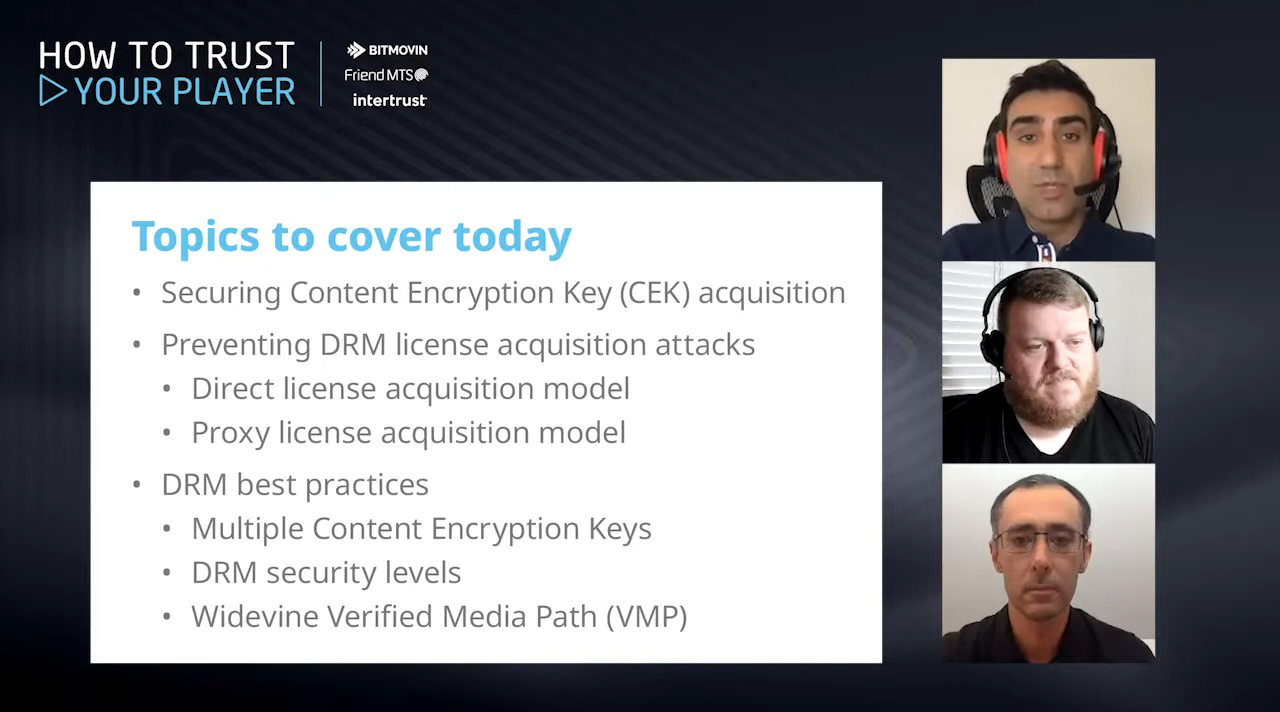 HOW TO TRUST
YOUR PLAYER
BITMOVIN
Friend MTS
intertrust
Topics to cover today
• Securing Content Encryption Key (CEK) acquisition
• Preventing DRM license acquisition attacks
• Direct license acquisition model
• Proxy license acquisition model
• DRM best practices
• Multiple Content Encryption Keys
• DRM security levels
• Widevine Verified Media Path (VMP)